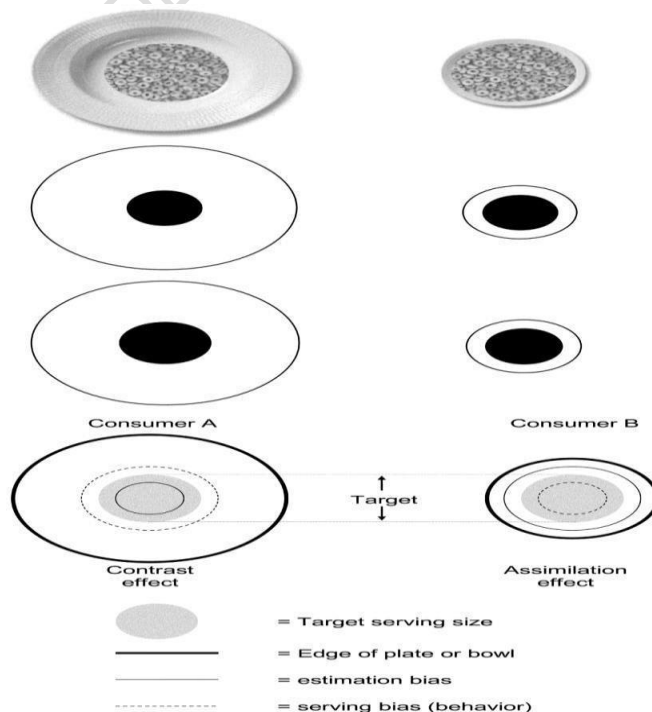 Consumer A
Consumer B
Target
Contrast
effect
Assimilation
effect
= Target serving size
= Edge of plate or bowl
= estimation bias
= serving bias (behavior)